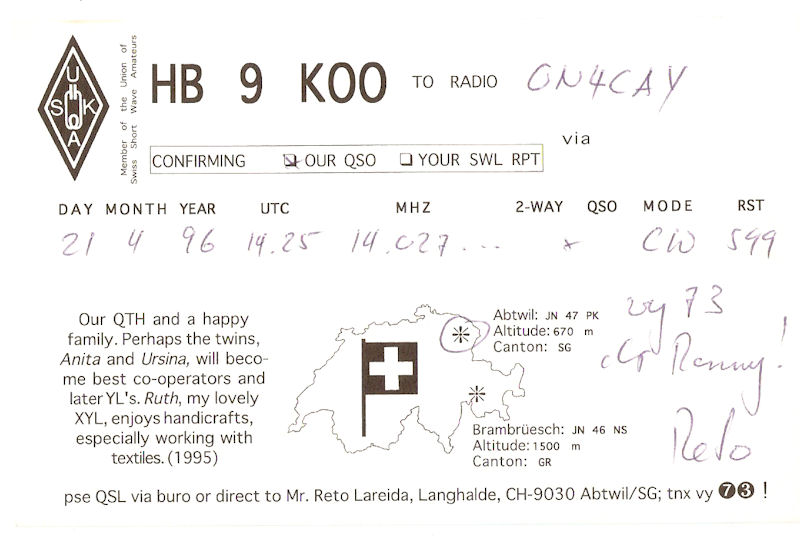 USKA
Member of the Union of
Swiss Short Wave Amateurs
HB 9 KOO TO RADIO ON4CAY
via
CONFIRMING OUR QSO YOUR SWL RPT
DAY MONTH YEAR UTC MHZ 2-WAY QSO MODE RST
21 4 96 14.25 14.027... x CW 599
Our QTH and a happy
family. Perhaps the twins,
Anita and Ursina, will beco-
me best co-operators and
later YL's. Ruth, my lovely
XYL, enjoys handicrafts,
especially working with
textiles. (1995)
Abtwil: JN 47 PK
Altitude: 670 m
Canton: SG
Brambrüesch: JN 46 NS
Altitude: 1500 m
Canton: GR
vy 73
dr Ronny!
Reto
pse QSL via buro or direct to Mr. Reto Lareida, Langhalde, CH-9030 Abtwil/SG; tnx vy 73 !